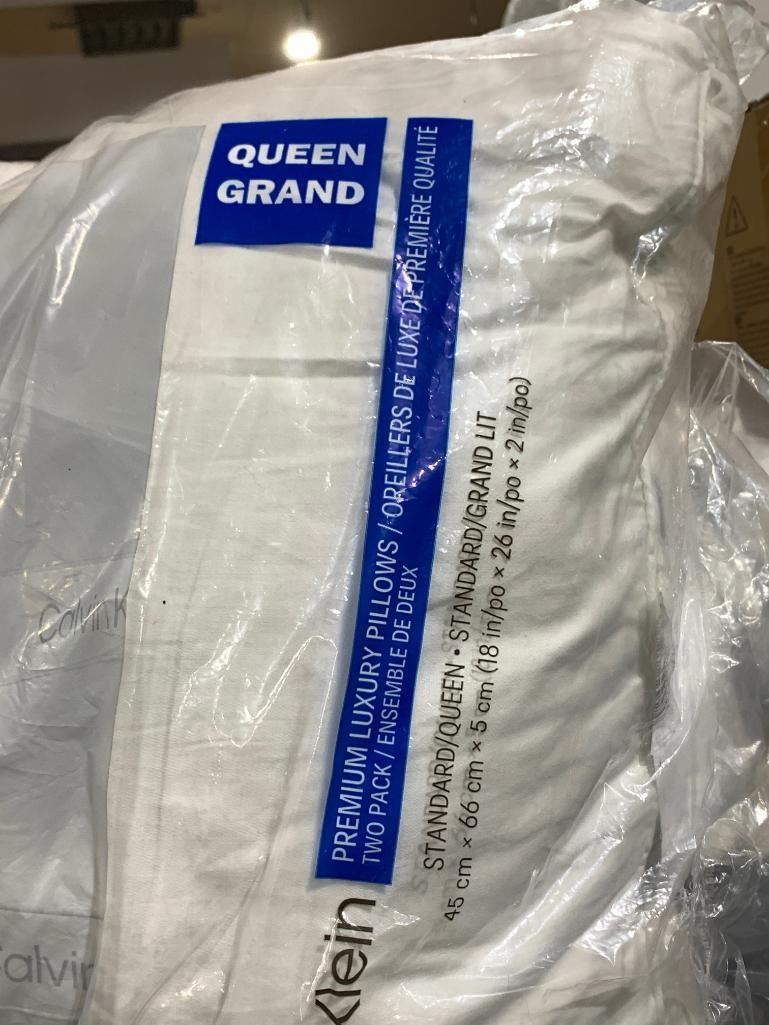 QUEEN
GRAND
PREMIUM LUXURY PILLOWS / OREILLERS DE LUXE DE PREMIÈRE QUALITÉ
TWO PACK / ENSEMBLE DE DEUX
STANDARD/QUEEN • STANDARD/GRAND LIT
45 cm × 66 cm × 5 cm (18 in/po × 26 in/po × 2 in/po)
Klein
Calvin K
alvin